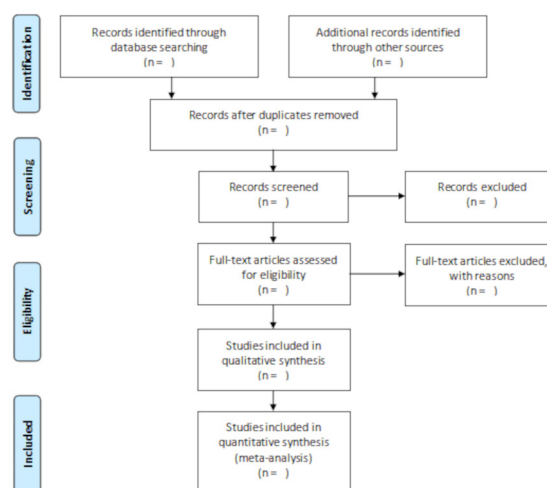 Identification
Records identified through
database searching
(n =   )
Additional records identified
through other sources
(n =   )
Records after duplicates removed
(n =   )
Screening
Records screened
(n =   )
Records excluded
(n =   )
Eligibility
Full-text articles assessed
for eligibility
(n =   )
Full-text articles excluded,
with reasons
(n =   )
Studies included in
qualitative synthesis
(n =   )
Included
Studies included in
quantitative synthesis
(meta-analysis)
(n =   )